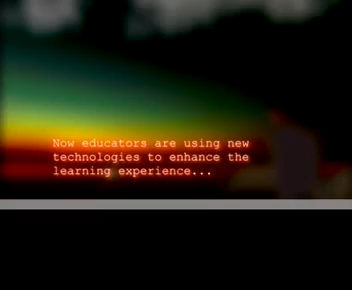 Now educators are using new
technologies to enhance the
learning experience...